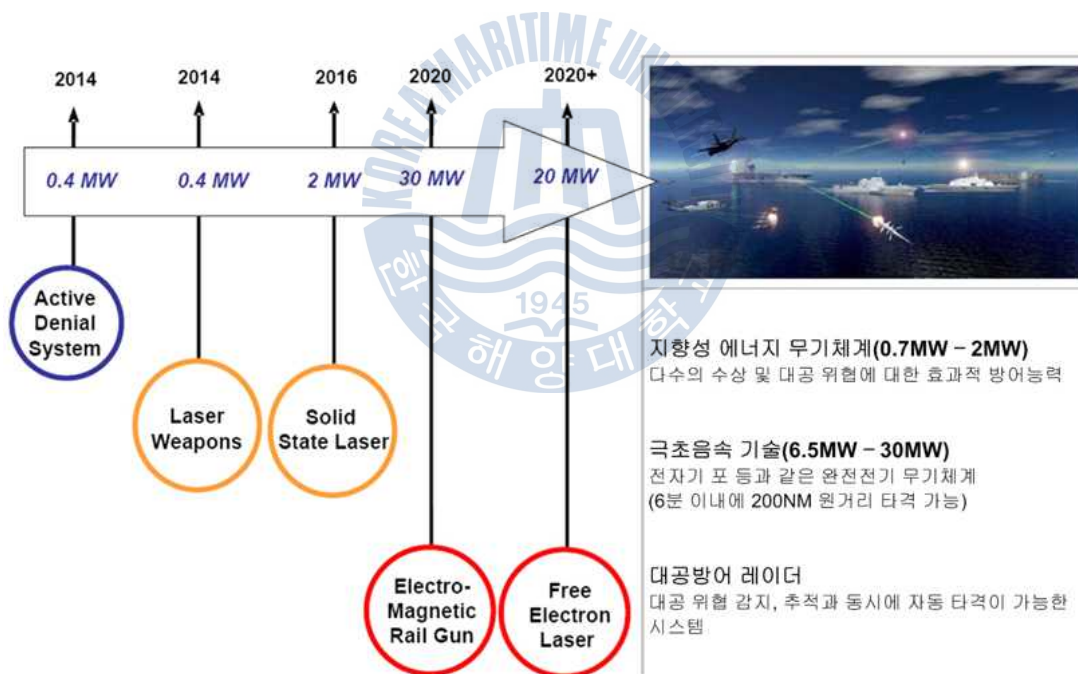 2014
2014
2016
2020
2020+
0.4 MW
0.4 MW
2 MW
30 MW
20 MW
Active
Denial
System
Laser
Weapons
Solid
State Laser
Electro-
Magnetic
Rail Gun
Free
Electron
Laser
KOREA MARITIME UNI
1945
한국해양대학교
지향성 에너지 무기체계(0.7MW – 2MW)
다수의 수상 및 대공 위협에 대한 효과적 방어능력
극초음속 기술(6.5MW – 30MW)
전자기 포 등과 같은 완전전기 무기체계
(6분 이내에 200NM 원거리 타격 가능)
대공방어 레이더
대공 위협 감지, 추적과 동시에 자동 타격이 가능한
시스템